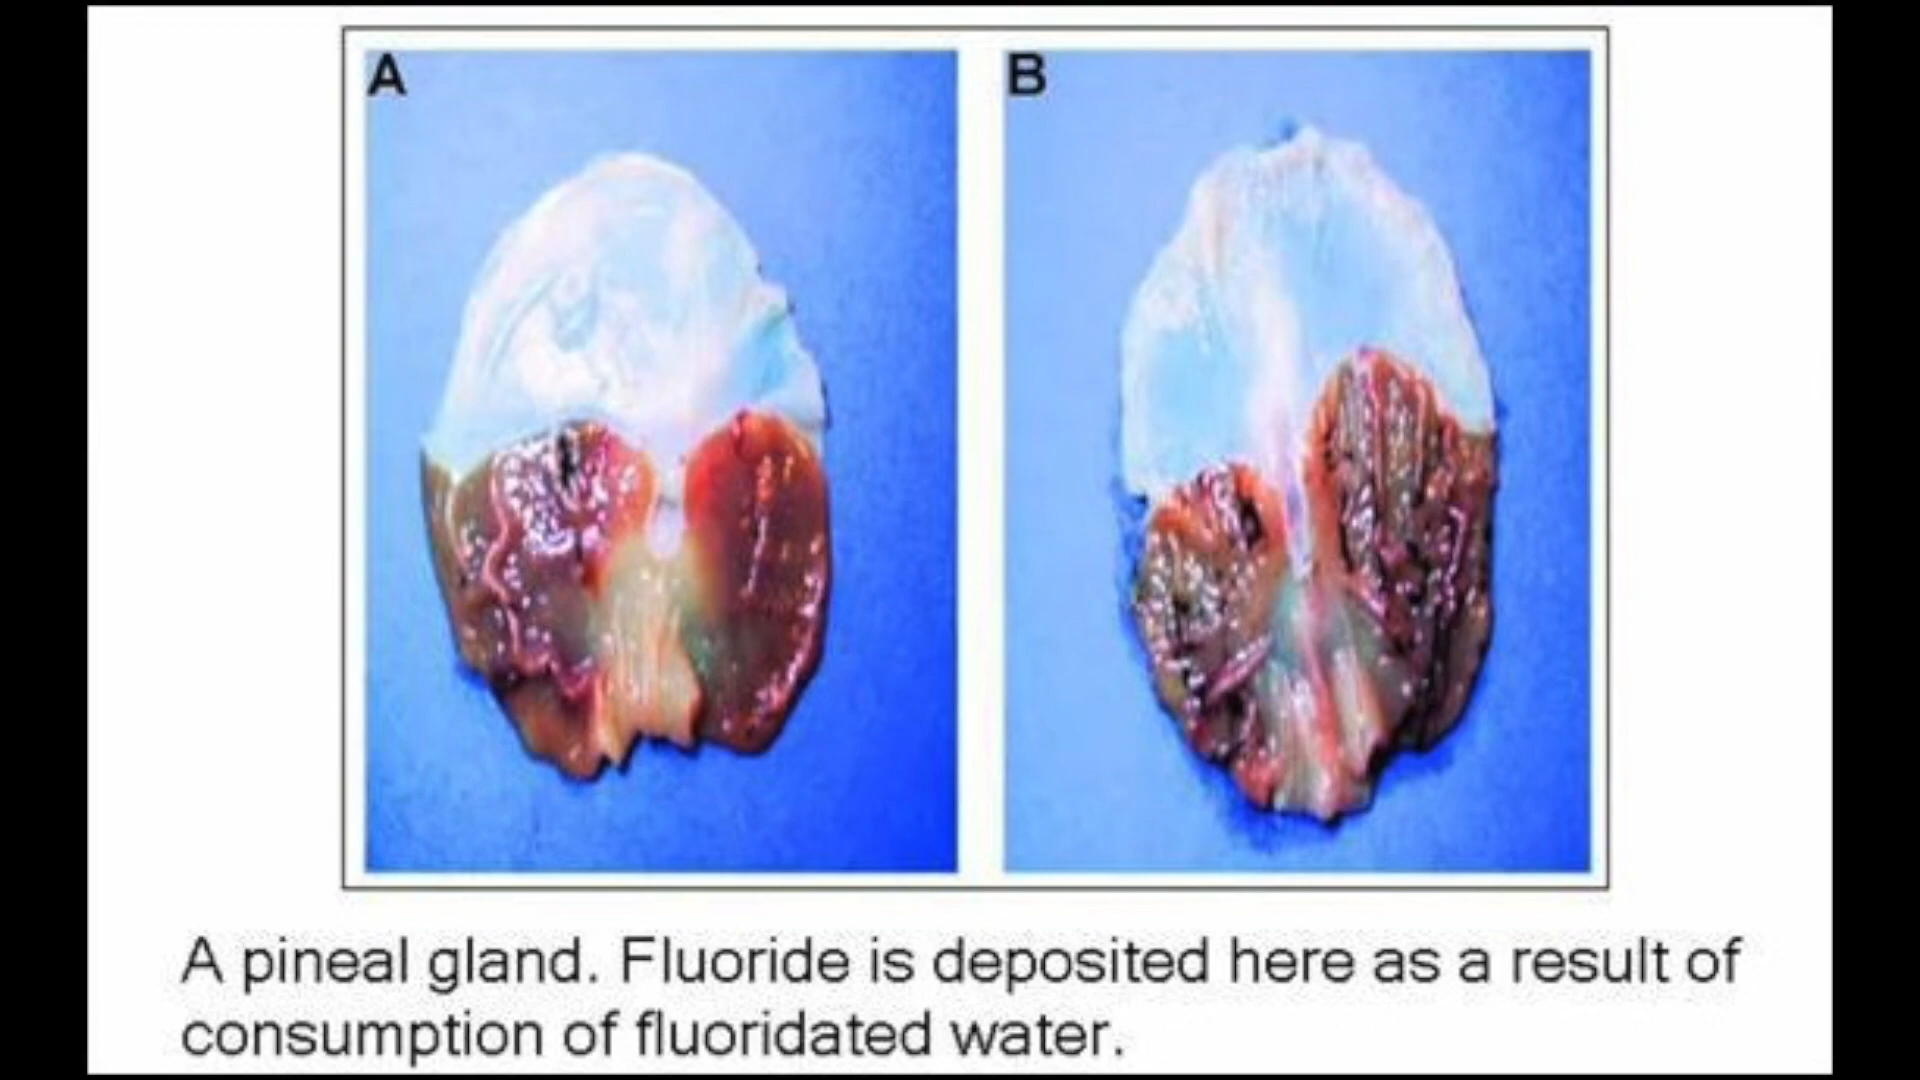 A
B
A pineal gland. Fluoride is deposited here as a result of
consumption of fluoridated water.